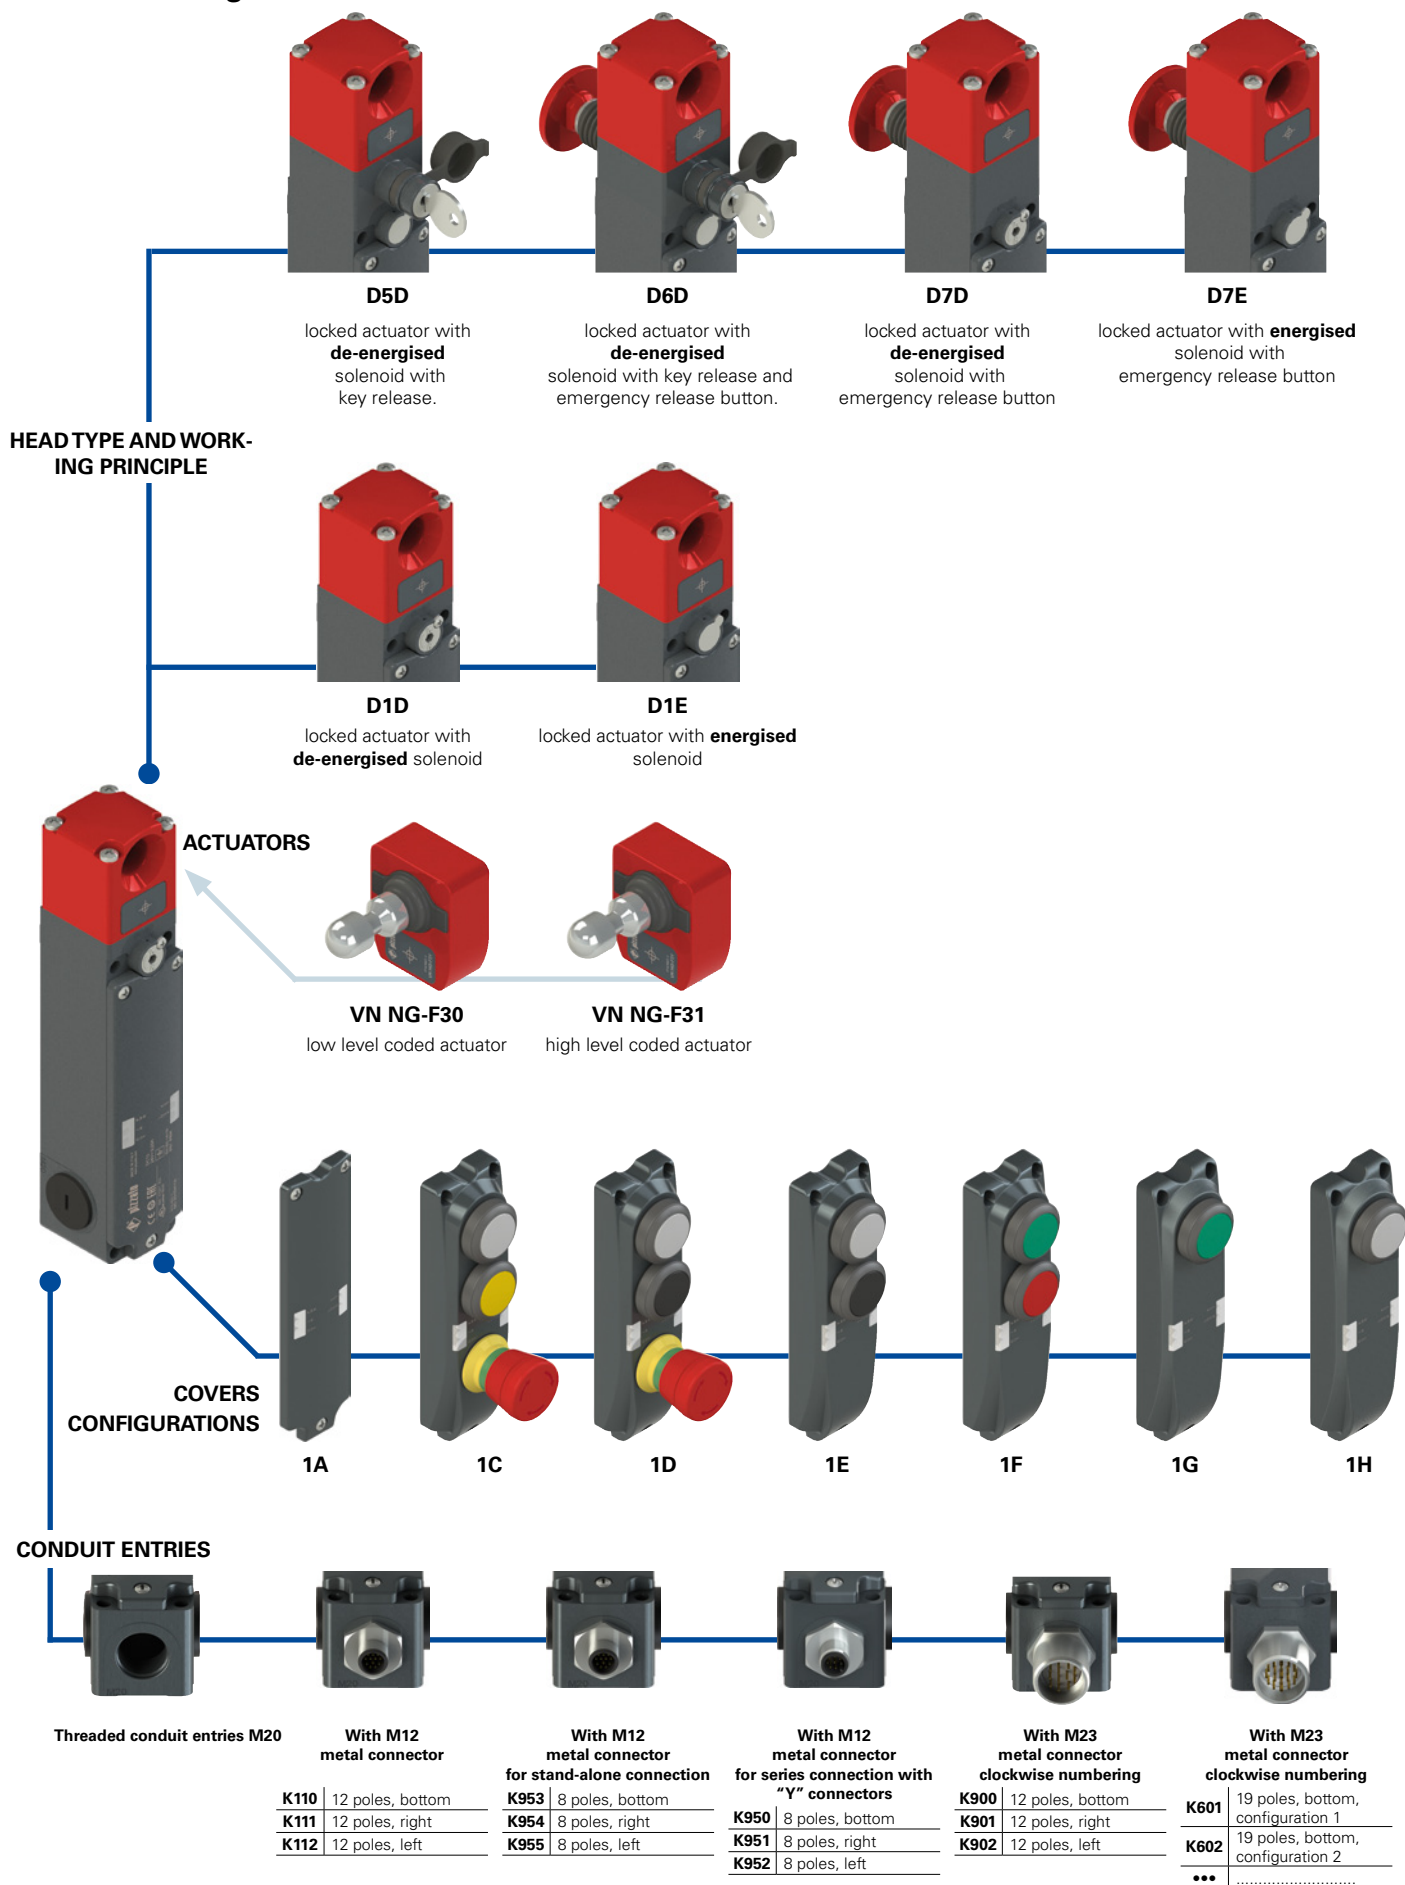 D5D
D6D
D7D
D7E
locked actuator with
de-energised
solenoid with
key release.
locked actuator with
de-energised
solenoid with key release and
emergency release button.
locked actuator with
de-energised
solenoid with
emergency release button
locked actuator with energised
solenoid with
emergency release button
HEAD TYPE AND WORK-
ING PRINCIPLE
D1D
D1E
locked actuator with
de-energised solenoid
locked actuator with energised
solenoid
ACTUATORS
VN NG-F30
VN NG-F31
low level coded actuator
high level coded actuator
pizzato
COVERS
CONFIGURATIONS
1A
1C
1D
1E
1F
1G
1H
CONDUIT ENTRIES
Threaded conduit entries M20
With M12
metal connector
K110 12 poles, bottom
K111 12 poles, right
K112 12 poles, left
With M12
metal connector
for stand-alone connection
K953 8 poles, bottom
K954 8 poles, right
K955 8 poles, left
With M12
metal connector
for series connection with
“Y” connectors
K950 8 poles, bottom
K951 8 poles, right
K952 8 poles, left
With M23
metal connector
clockwise numbering
K900 12 poles, bottom
K901 12 poles, right
K902 12 poles, left
With M23
metal connector
clockwise numbering
K601 19 poles, bottom,
configuration 1
K602 19 poles, bottom,
configuration 2
••• ...........................